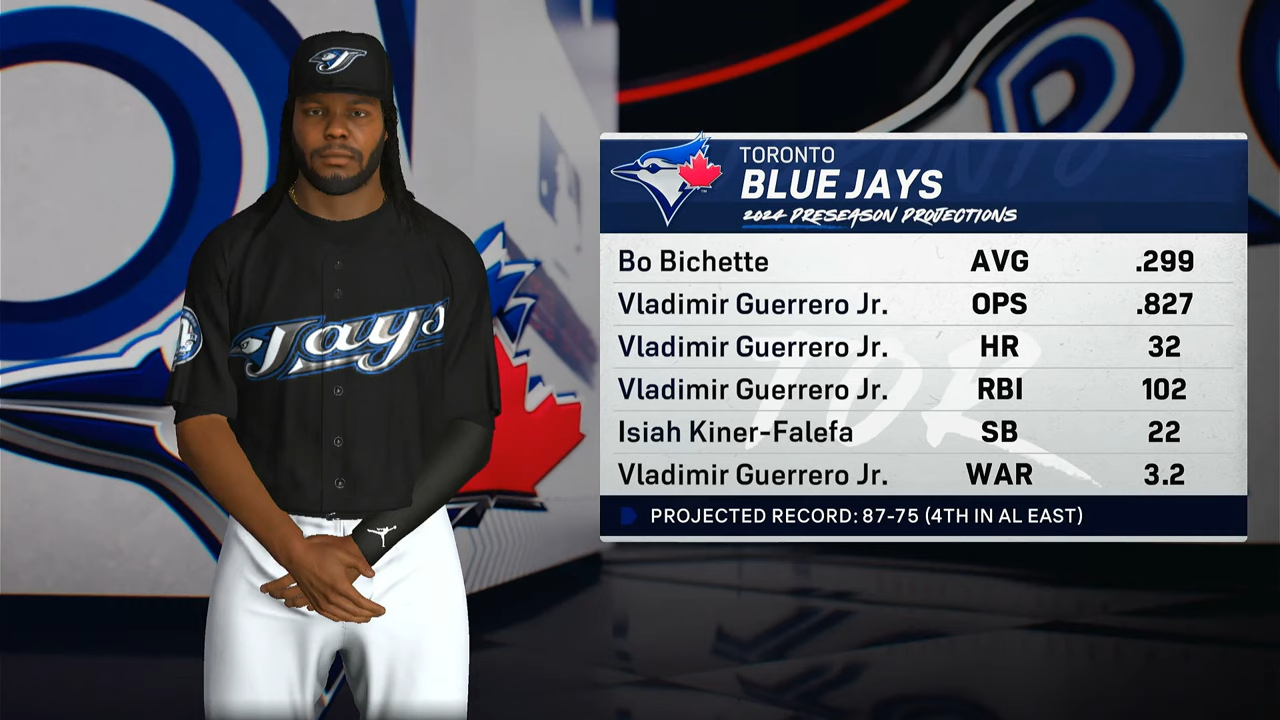 Jays
TORONTO
BLUE JAYS
2024 PRESEASON PROJECTIONS
Bo Bichette AVG .299
Vladimir Guerrero Jr. OPS .827
Vladimir Guerrero Jr. HR 32
Vladimir Guerrero Jr. RBI 102
Isiah Kiner-Falefa SB 22
Vladimir Guerrero Jr. WAR 3.2
PROJECTED RECORD: 87-75 (4TH IN AL EAST)